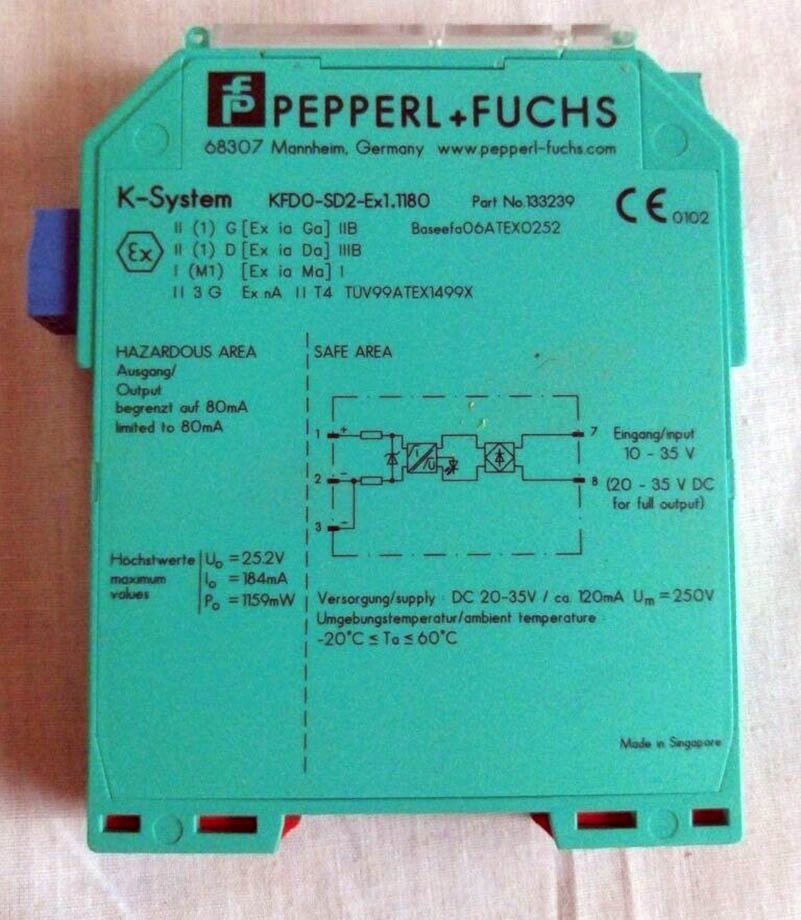 PEPPERL+FUCHS
68307 Mannheim, Germany www.pepperl-fuchs.com
K-System KFD0-SD2-Ex1.1180 Part No.133239
CE 0102
II (1) G [Ex ia Ga] IIB Baseefa06ATEX0252
Ex II (1) D [Ex ia Da] IIIB
I (M1) [Ex ia Ma] I
II 3 G Ex nA II T4 TÜV99ATEX1499X
HAZARDOUS AREA SAFE AREA
Ausgang/
Output
begrenzt auf 80mA
limited to 80mA
1 + 7 Eingang/input
10 - 35 V
I/U
2 - 8 (20 - 35 V DC
for full output)
3 -
Höchstwerte Uo =25.2V
maximum Io =184mA
values Po =1159mW
Versorgung/supply : DC 20-35V / ca. 120mA Um =250V
Umgebungstemperatur/ambient temperature :
-20°C ≤ Ta ≤ 60°C
Made in Singapore